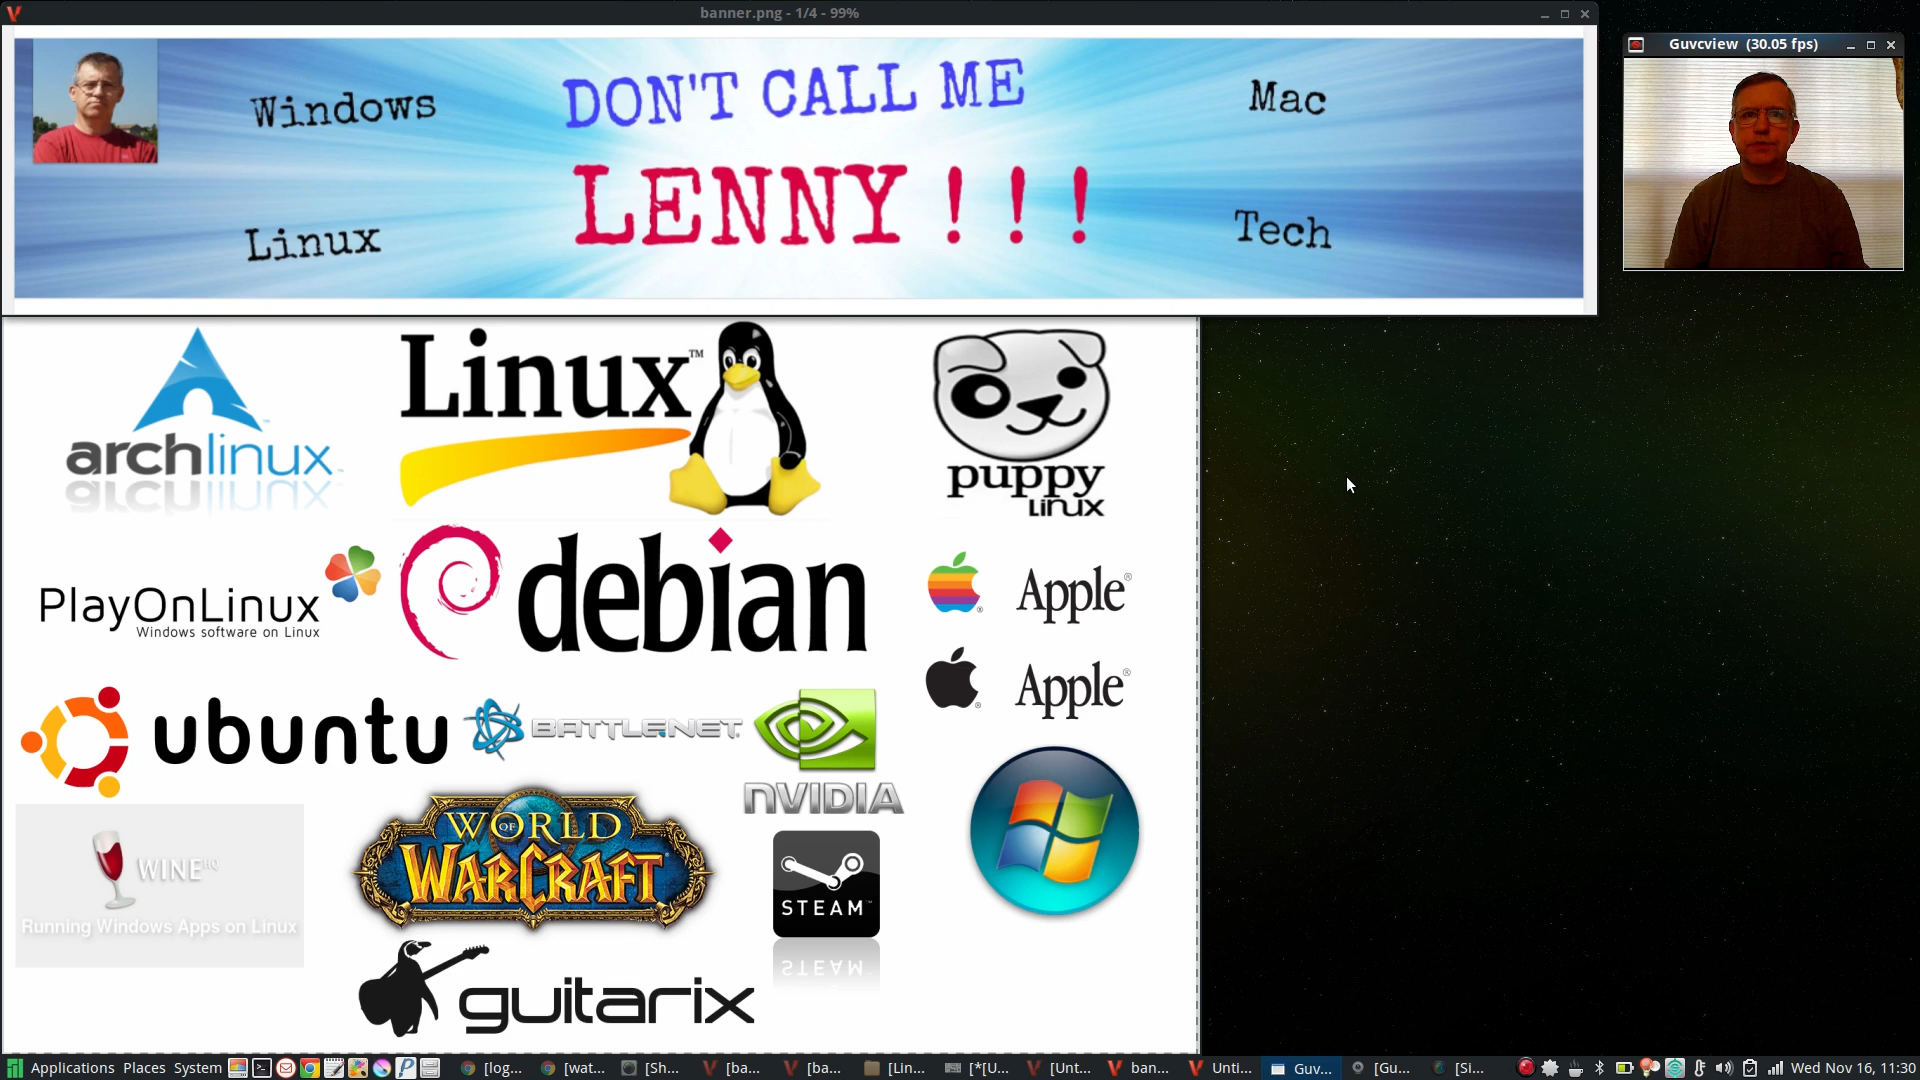 banner.png - 1/4 - 99%
Guvcview (30.05 fps)
Windows
DON'T CALL ME
LENNY ! ! !
Mac
Linux
Tech
archlinux
Linux™
puppy
Linux
PlayOnLinux
Windows software on Linux
debian
Apple®
Apple®
ubuntu
BATTLE.NET
NVIDIA
WINE HQ
Running Windows Apps on Linux
WORLD
OF
WARCRAFT
STEAM™
guitarix
Applications Places System [log... [wat... [Sh... [ba... [ba... [Lin... [*[U... [Unt... ban... Unti... Guv... [Gu... [Si... Wed Nov 16, 11:30